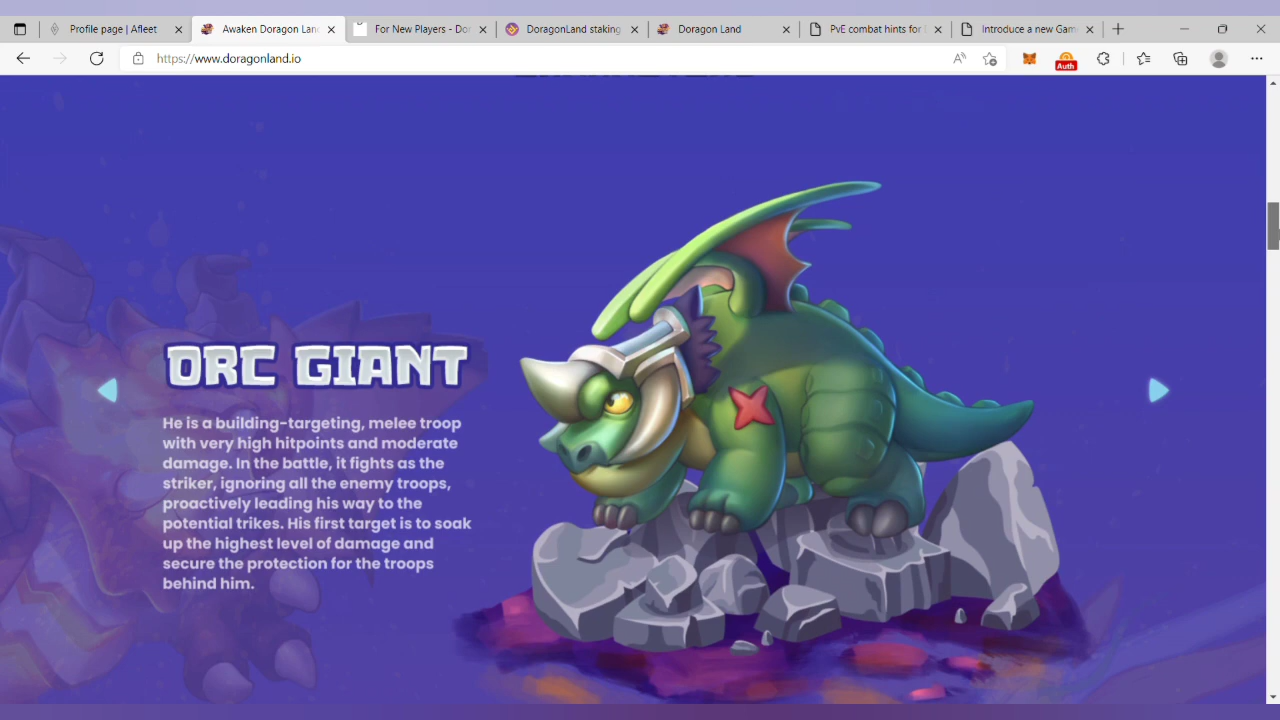 Profile page | Afleet
Awaken Doragon Lan
For New Players - Dor
DoragonLand staking
Doragon Land
PvE combat hints for
Introduce a new Gam
https://www.doragonland.io
Auth
ORC GIANT
He is a building-targeting, melee troop
with very high hitpoints and moderate
damage. In the battle, it fights as the
striker, ignoring all the enemy troops,
proactively leading his way to the
potential trikes. His first target is to soak
up the highest level of damage and
secure the protection for the troops
behind him.